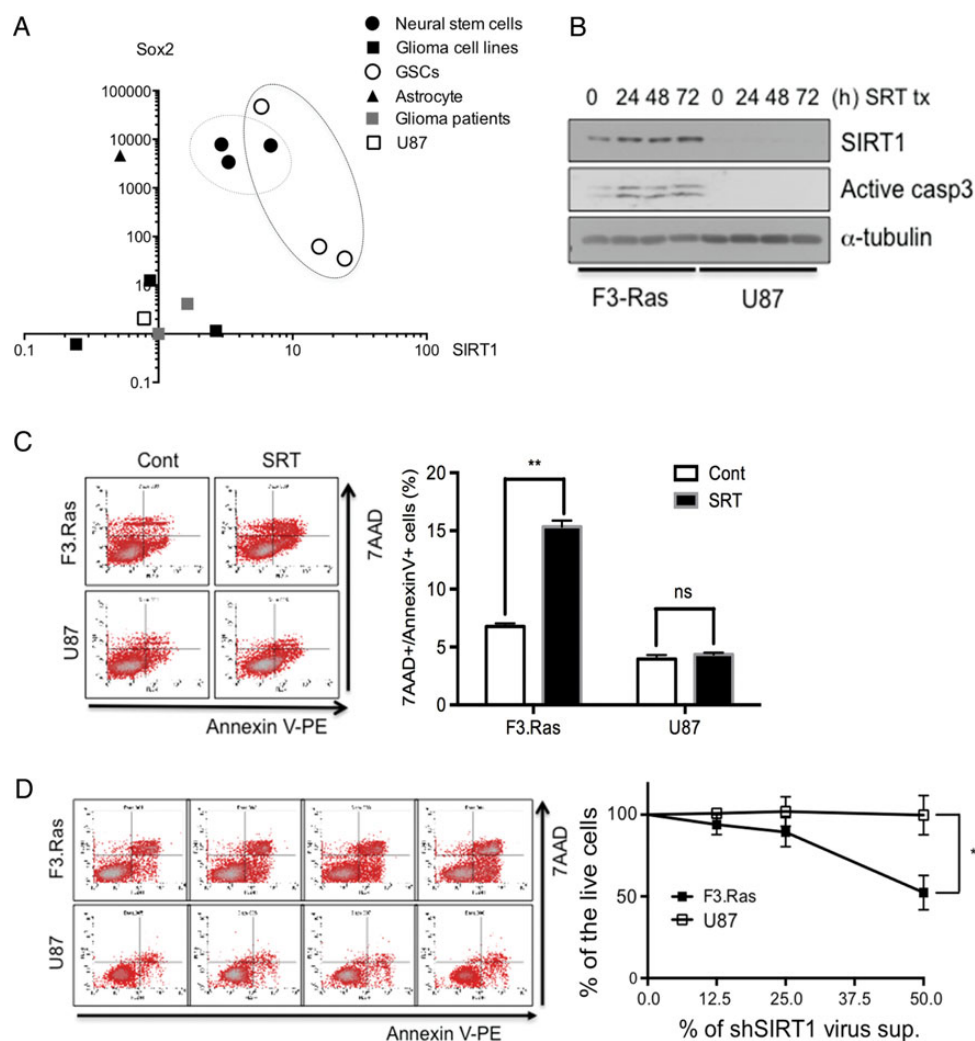 A
Sox2
Neural stem cells
Glioma cell lines
GSCs
Astrocyte
Glioma patients
U87
100000
10000
1000
100
10
0.1
0.1
10
100
SIRT1
B
0 24 48 72 0 24 48 72 (h) SRT tx
SIRT1
Active casp3
α-tubulin
F3-Ras
U87
C
Cont
SRT
F3.Ras
U87
7AAD
Annexin V-PE
7AAD+/AnnexinV+ cells (%)
20
15
10
5
0
**
ns
Cont
SRT
F3.Ras
U87
D
F3.Ras
U87
7AAD
Annexin V-PE
% of the live cells
100
50
0
*
F3.Ras
U87
0.0 12.5 25.0 37.5 50.0
% of shSIRT1 virus sup.